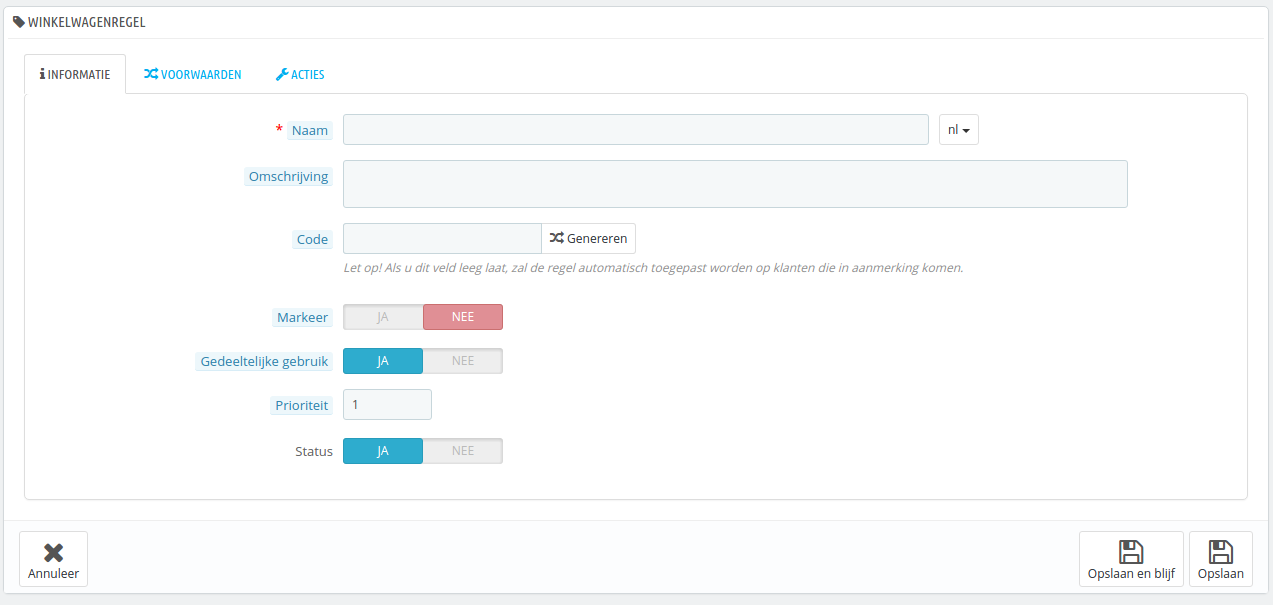 WINKELWAGENREGEL
INFORMATIE VOORWAARDEN ACTIES
* Naam nl
Omschrijving
Code Genereren
Let op! Als u dit veld leeg laat, zal de regel automatisch toegepast worden op klanten die in aanmerking komen.
Markeer JA NEE
Gedeeltelijke gebruik JA NEE
Prioriteit 1
Status JA NEE
Annuleer Opslaan en blijf Opslaan